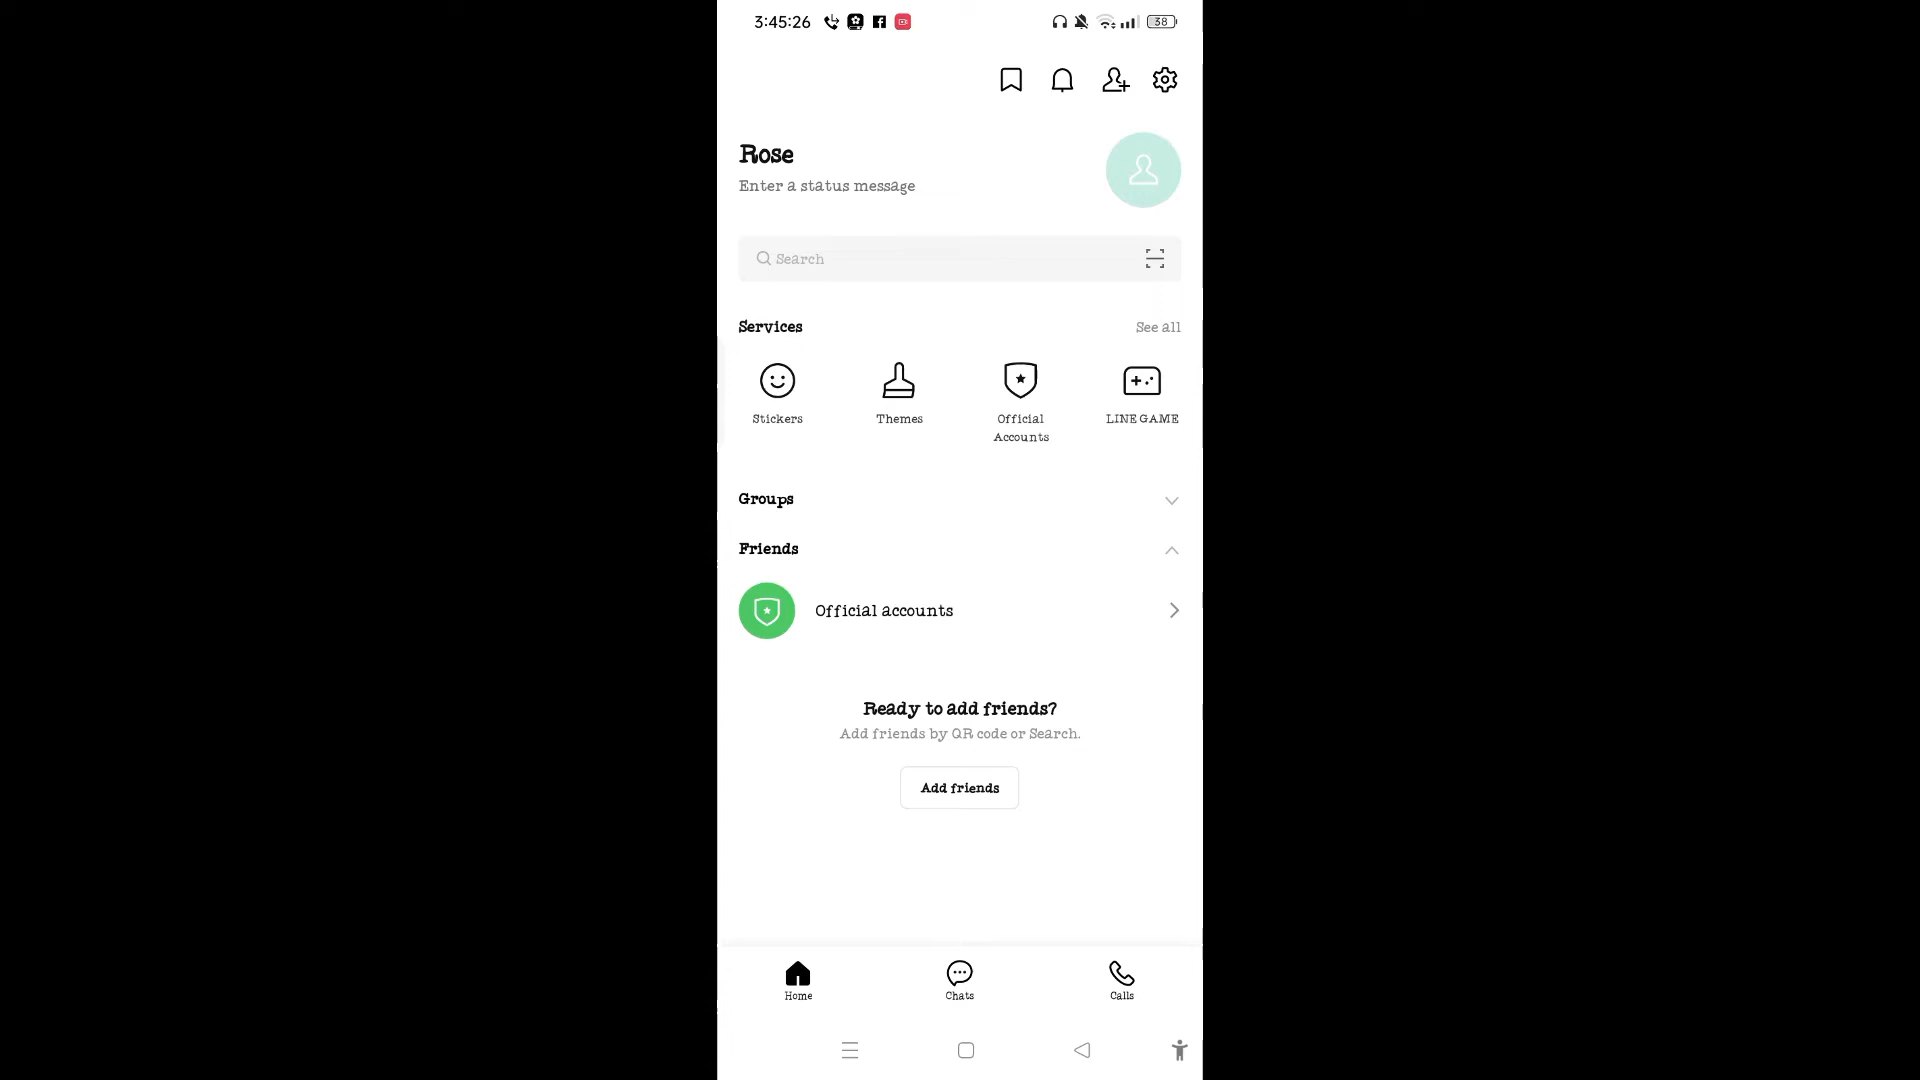 3:45:26
38
Rose
Enter a status message
Search
Services
See all
Stickers
Themes
Official
Accounts
LINE GAME
Groups
Friends
Official accounts
Ready to add friends?
Add friends by QR code or Search.
Add friends
Home
Chats
Calls